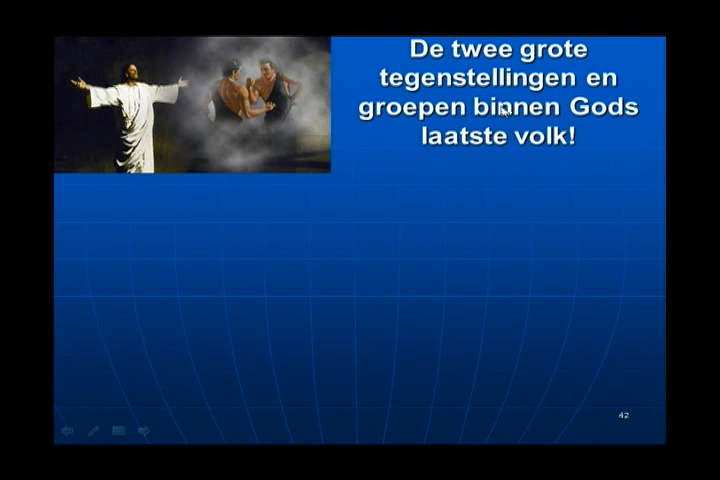 De twee grote
tegenstellingen en
groepen binnen Gods
laatste volk!
42